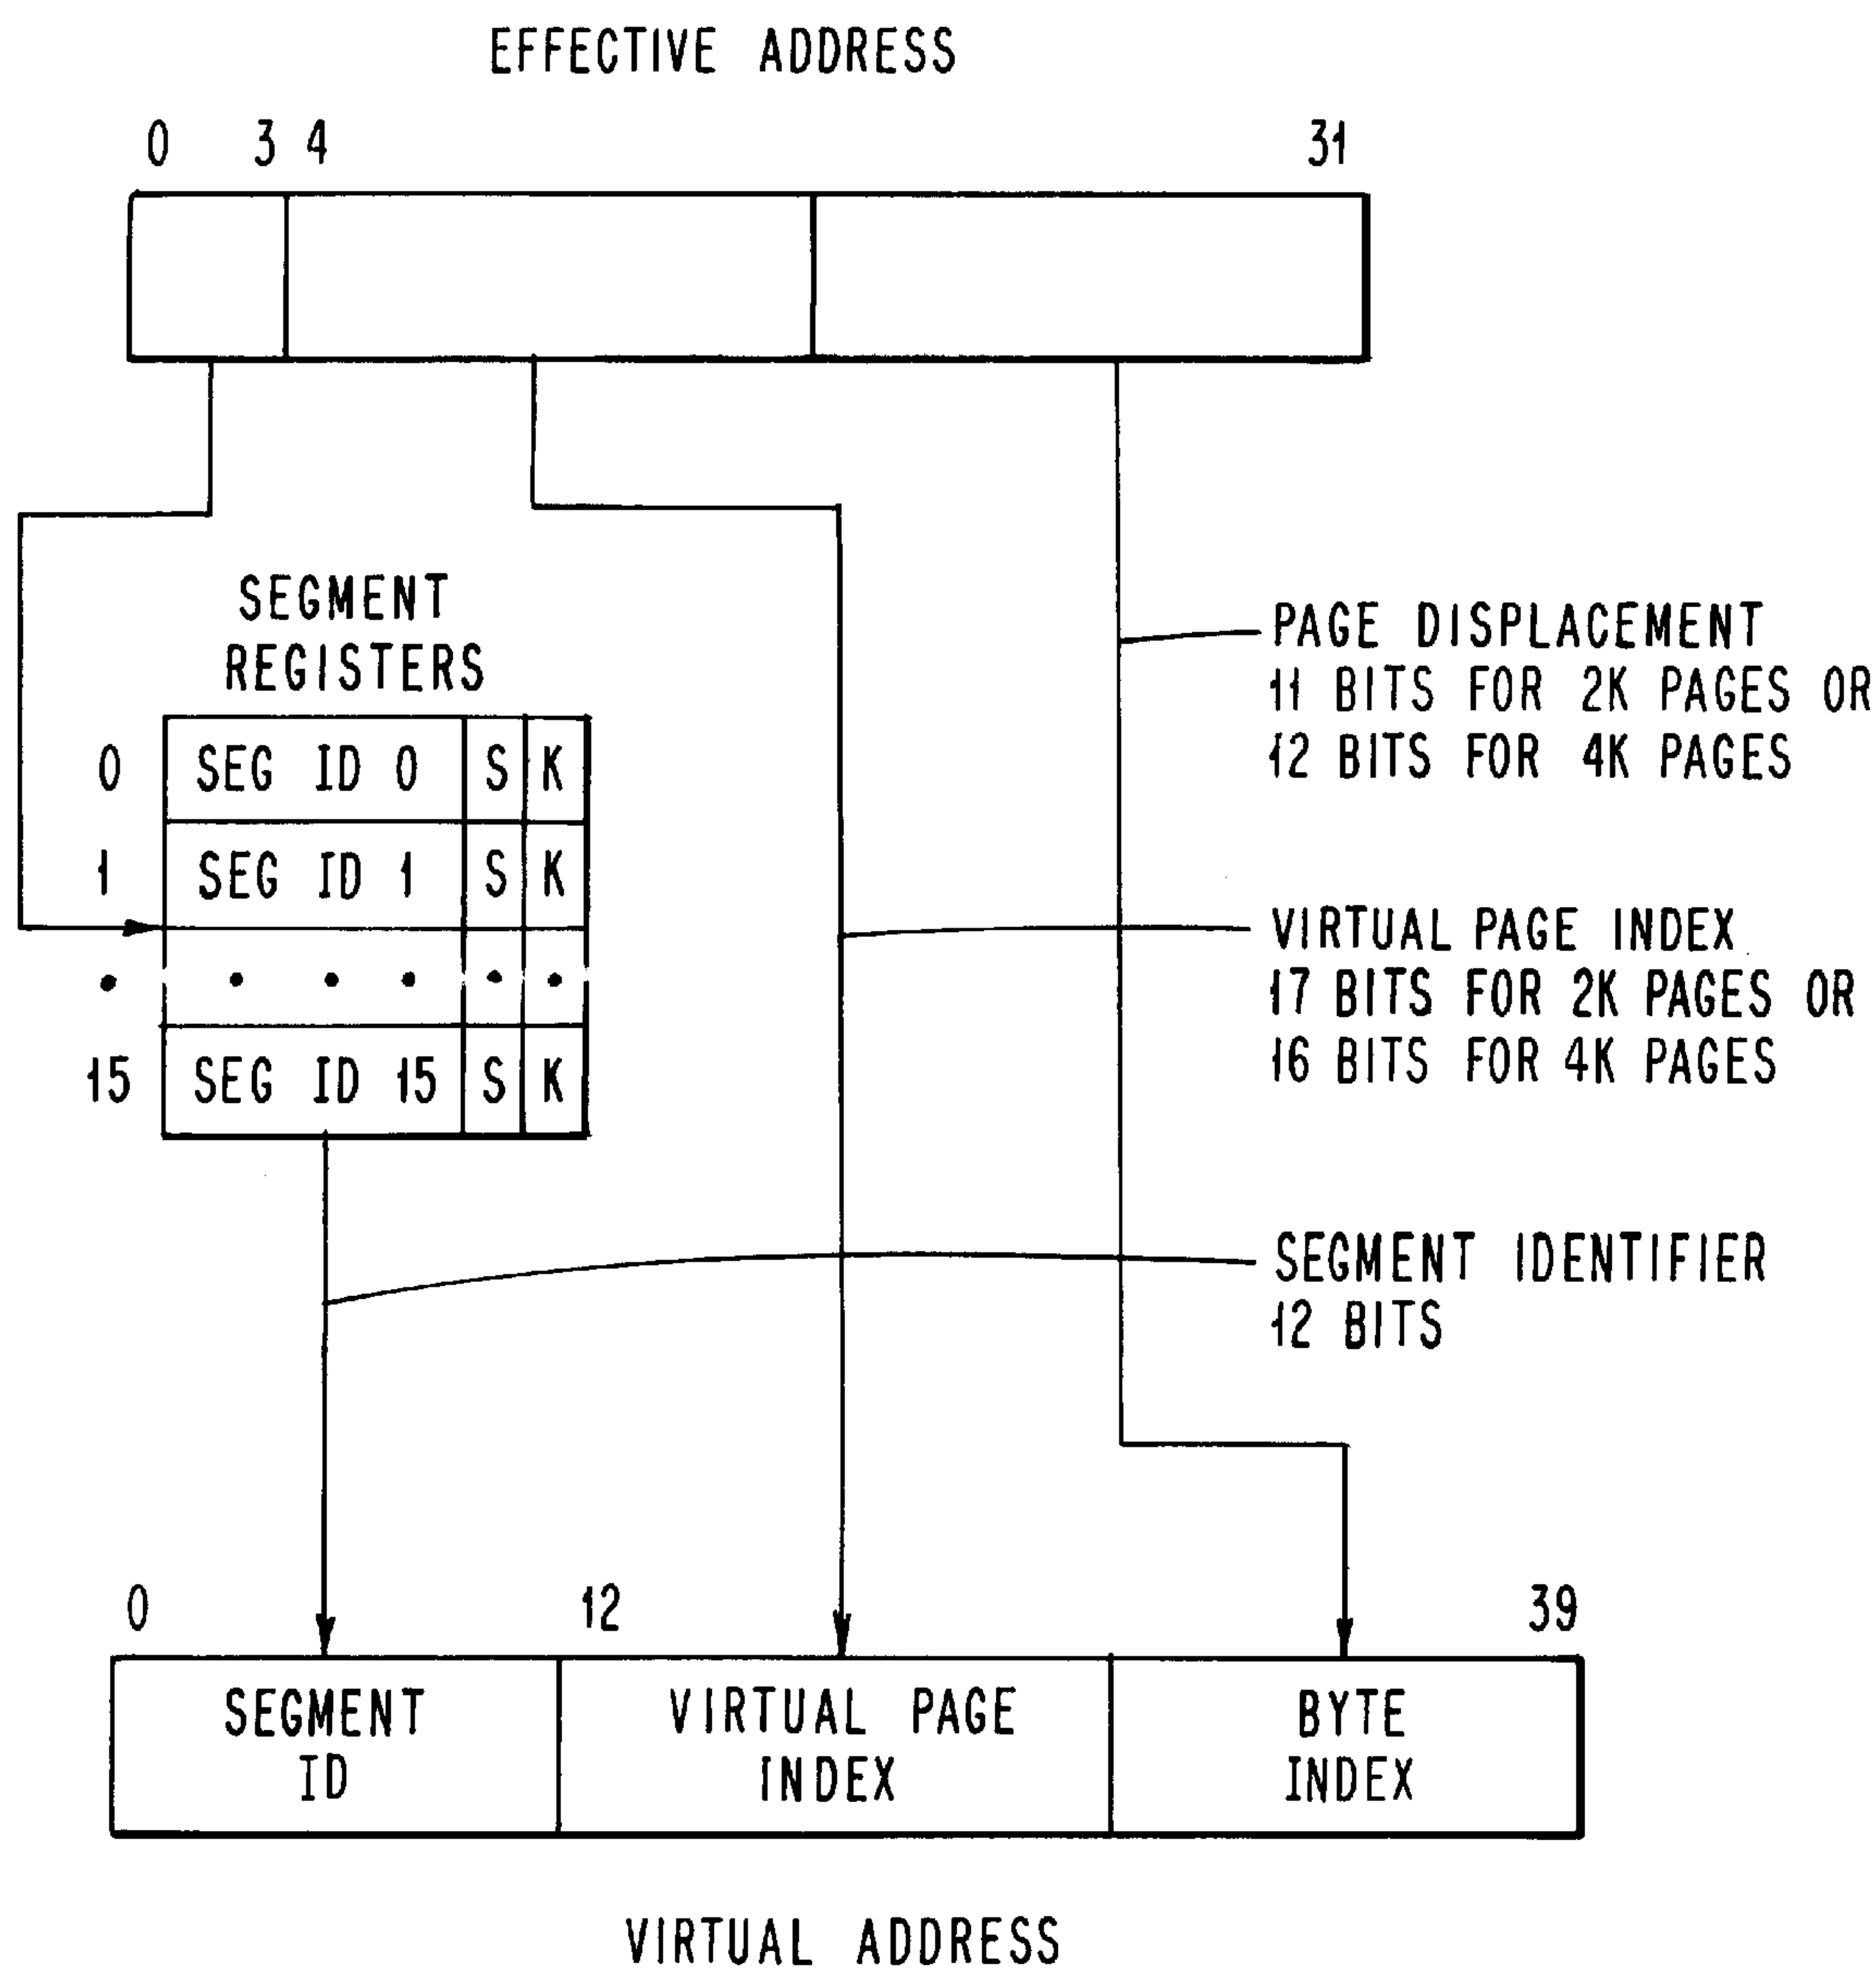 EFFECTIVE ADDRESS
0 3 4 31
SEGMENT
REGISTERS
0 SEG ID 0 S K
1 SEG ID 1 S K
• • • • • •
15 SEG ID 15 S K
PAGE DISPLACEMENT
11 BITS FOR 2K PAGES OR
12 BITS FOR 4K PAGES
VIRTUAL PAGE INDEX
17 BITS FOR 2K PAGES OR
16 BITS FOR 4K PAGES
SEGMENT IDENTIFIER
12 BITS
0 12 39
SEGMENT
ID
VIRTUAL PAGE
INDEX
BYTE
INDEX
VIRTUAL ADDRESS